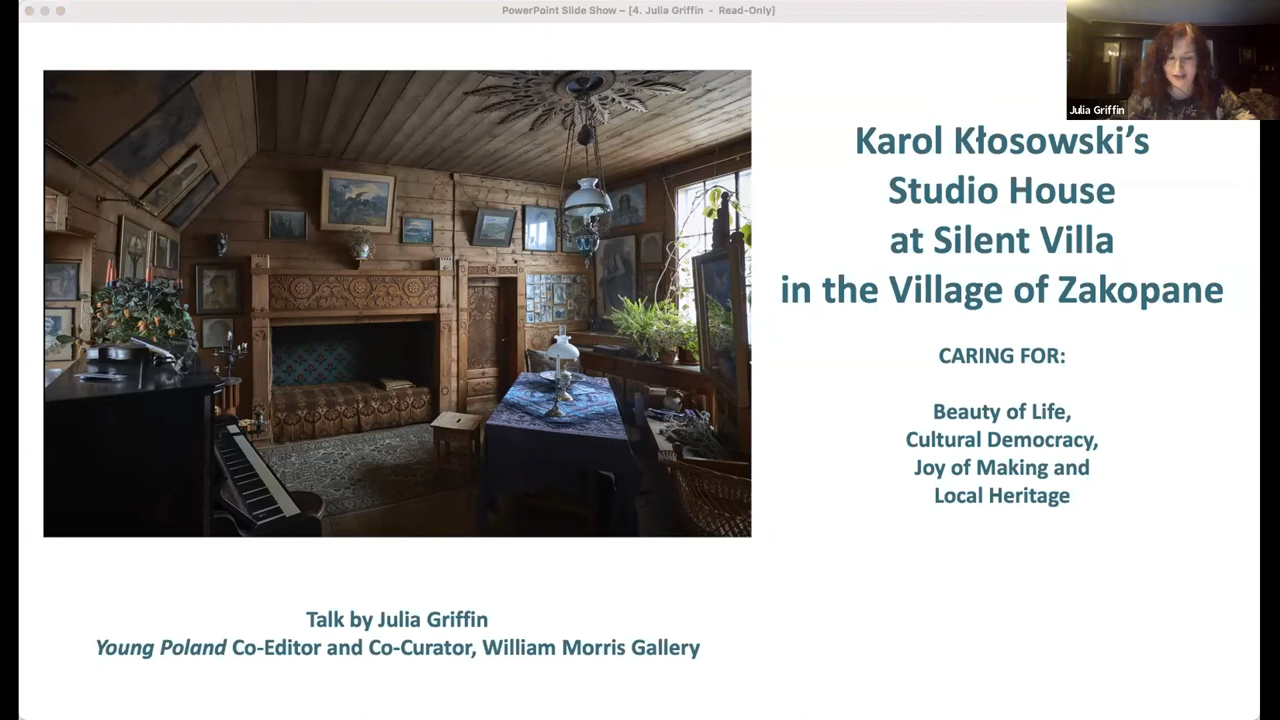 PowerPoint Slide Show – [4. Julia Griffin - Read-Only]
Julia Griffin
Karol Kłosowski’s
Studio House
at Silent Villa
in the Village of Zakopane
CARING FOR:
Beauty of Life,
Cultural Democracy,
Joy of Making and
Local Heritage
Talk by Julia Griffin
Young Poland Co-Editor and Co-Curator, William Morris Gallery